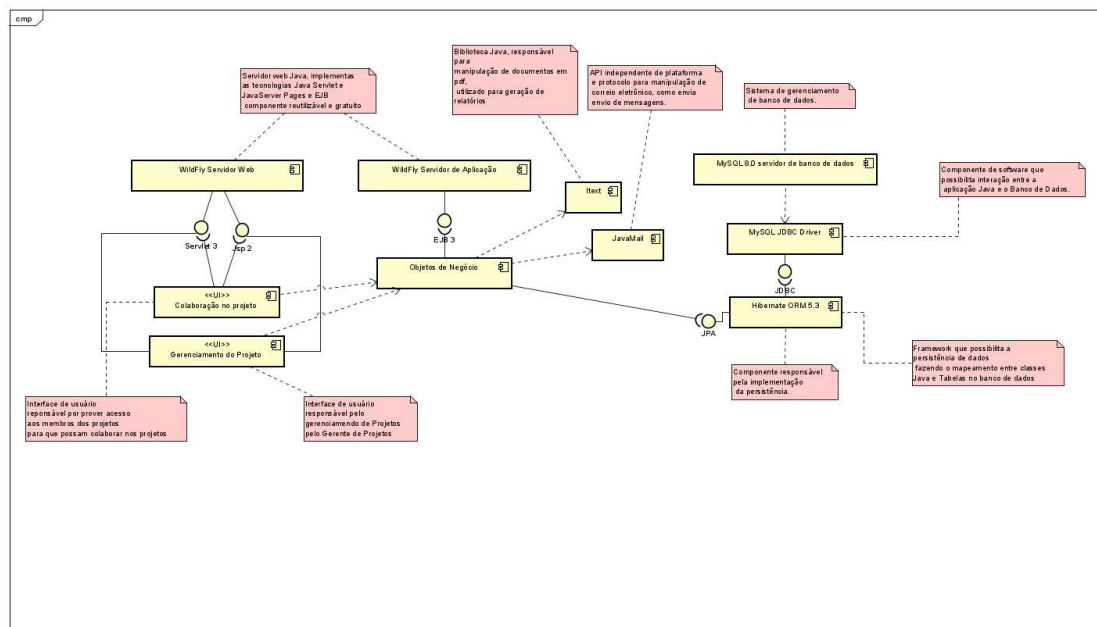 cmp
Biblioteca Java, responsável
para
manipulação de documentos em
pdf,
utilizado para geração de
relatórios
Servidor web Java, implementas
as tecnologias Java Servlet e
JavaServer Pages e EJB
componente reutilizável e gratuito
API independente de plataforma
e protocolo para manipulação de
correio eletrônico, como envia
envio de mensagens.
Sistema de gerenciamento
de banco de dados.
WildFly Servidor Web
WildFly Servidor de Aplicação
MySQL 8.0 servidor de banco de dados
Componente de software que
possibilita interação entre a
aplicação Java e o Banco de Dados.
Itext
Servlet 3
Jsp 2
EJB 3
JavaMail
MySQL JDBC Driver
Objetos de Negócio
JDBC
<<UI>>
Colaboração no projeto
Hibernate ORM 5.3
JPA
<<UI>>
Gerenciamento do Projeto
Framework que possibilita a
persistência de dados
fazendo o mapeamento entre classes
Java e Tabelas no banco de dados
Componente responsável
pela implementação
da persistência.
Interface de usuário
reponsável por prover acesso
aos membros dos projetos
para que possam colaborar nos projetos
Interface de usuário
responsável pelo
gerenciamendo de Projetos
pelo Gerente de Projetos